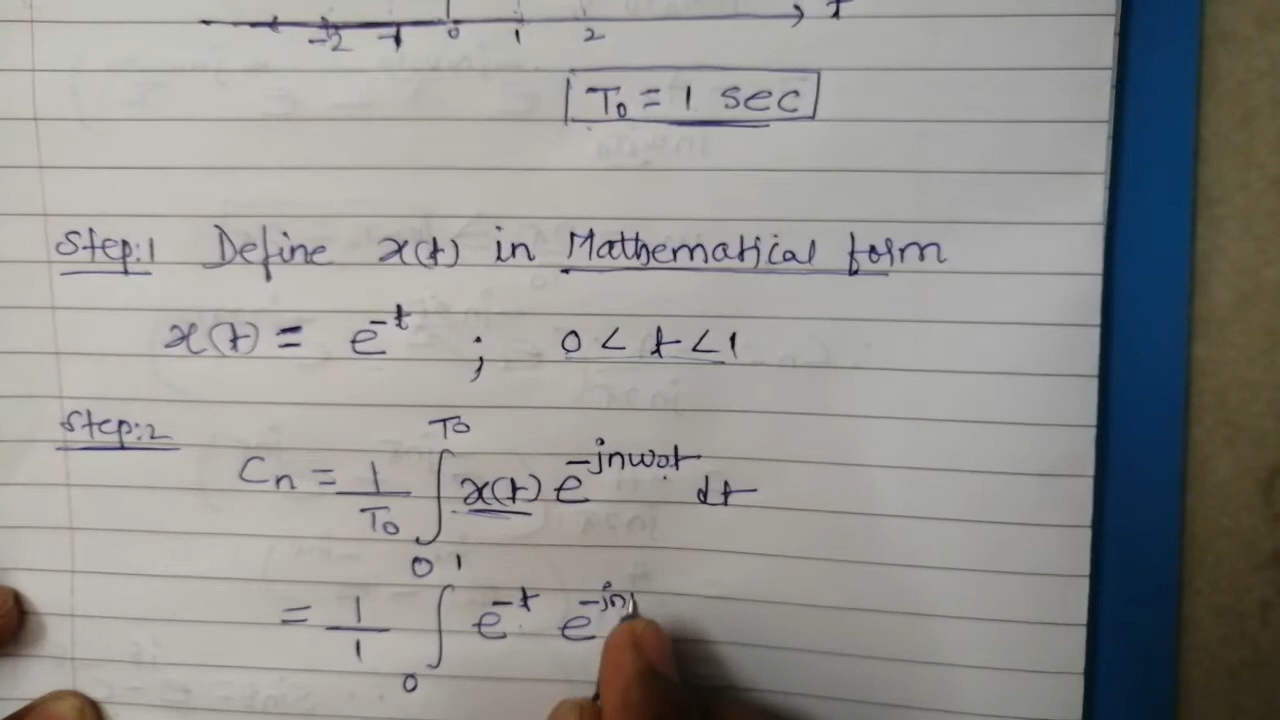 -2 -1 0 1 2 t
T₀ = 1 sec
Step:1 Define x(t) in Mathematical form
x(t) = e^-t ; 0 < t < 1
Step:2
Cn = 1/T₀ ∫₀^T₀ x(t) e^-jnω₀t dt
= 1/1 ∫₀^1 e^-t e^-jn